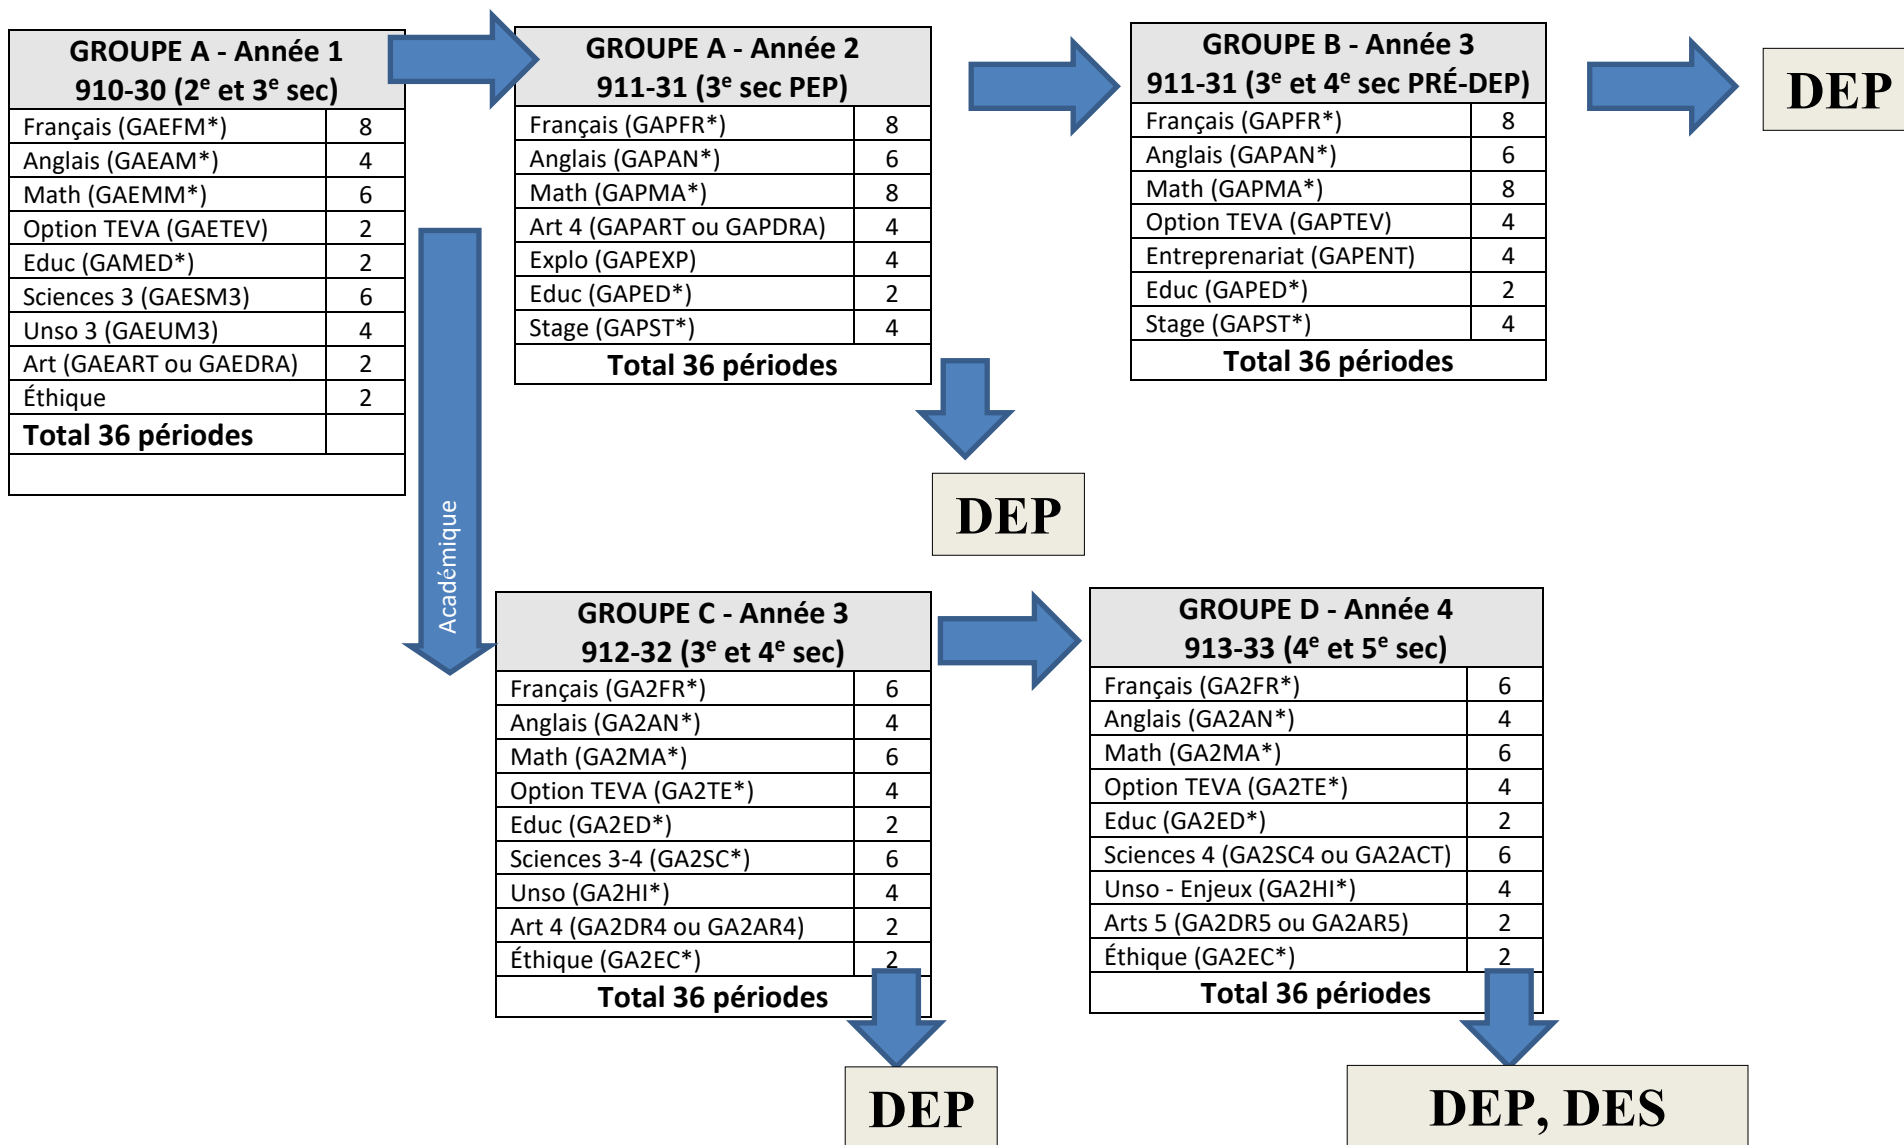 GROUPE A - Année 1
910-30 (2e et 3e sec)
Français (GAEFM*) 8
Anglais (GAEAM*) 4
Math (GAEMM*) 6
Option TEVA (GAETEV) 2
Educ (GAMED*) 2
Sciences 3 (GAESM3) 6
Unso 3 (GAEUM3) 4
Art (GAEART ou GAEDRA) 2
Éthique 2
Total 36 périodes
GROUPE A - Année 2
911-31 (3e sec PEP)
Français (GAPFR*) 8
Anglais (GAPAN*) 6
Math (GAPMA*) 8
Art 4 (GAPART ou GAPDRA) 4
Explo (GAPEXP) 4
Educ (GAPED*) 2
Stage (GAPST*) 4
Total 36 périodes
GROUPE B - Année 3
911-31 (3e et 4e sec PRÉ-DEP)
Français (GAPFR*) 8
Anglais (GAPAN*) 6
Math (GAPMA*) 8
Option TEVA (GAPTEV) 4
Entreprenariat (GAPENT) 4
Educ (GAPED*) 2
Stage (GAPST*) 4
Total 36 périodes
DEP
DEP
Académique
GROUPE C - Année 3
912-32 (3e et 4e sec)
Français (GA2FR*) 6
Anglais (GA2AN*) 4
Math (GA2MA*) 6
Option TEVA (GA2TE*) 4
Educ (GA2ED*) 2
Sciences 3-4 (GA2SC*) 6
Unso (GA2HI*) 4
Art 4 (GA2DR4 ou GA2AR4) 2
Éthique (GA2EC*) 2
Total 36 périodes
GROUPE D - Année 4
913-33 (4e et 5e sec)
Français (GA2FR*) 6
Anglais (GA2AN*) 4
Math (GA2MA*) 6
Option TEVA (GA2TE*) 4
Educ (GA2ED*) 2
Sciences 4 (GA2SC4 ou GA2ACT) 6
Unso - Enjeux (GA2HI*) 4
Arts 5 (GA2DR5 ou GA2AR5) 2
Éthique (GA2EC*) 2
Total 36 périodes
DEP
DEP, DES